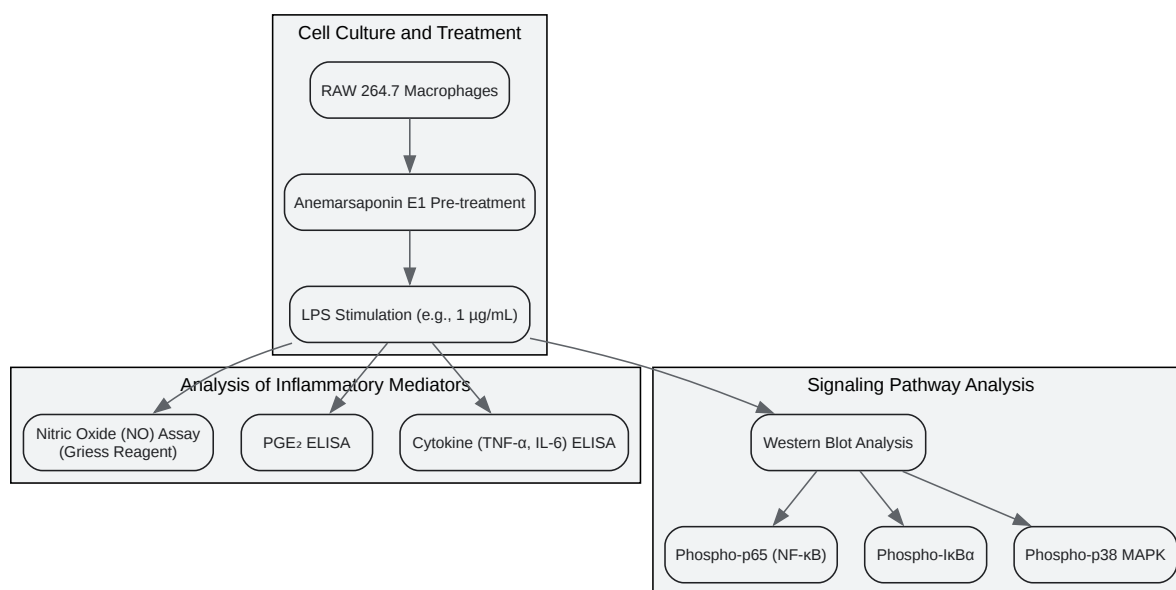 Cell Culture and Treatment
RAW 264.7 Macrophages
Anemarsaponin E1 Pre-treatment
LPS Stimulation (e.g., 1 µg/mL)
Analysis of Inflammatory Mediators
Nitric Oxide (NO) Assay
(Griess Reagent)
PGE₂ ELISA
Cytokine (TNF-α, IL-6) ELISA
Signaling Pathway Analysis
Western Blot Analysis
Phospho-p65 (NF-κB)
Phospho-IκBα
Phospho-p38 MAPK